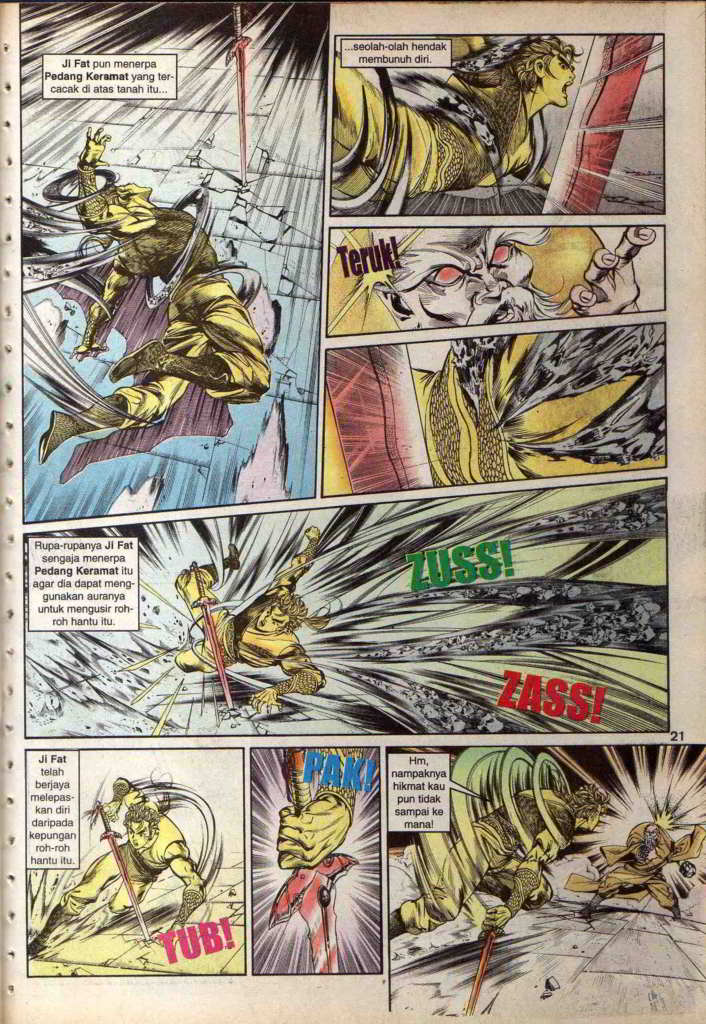 Ji Fat pun menerpa
Pedang Keramat yang ter-
cacak di atas tanah itu...
...seolah-olah hendak
membunuh diri.
Teruk!
Rupa-rupanya Ji Fat
sengaja menerpa
Pedang Keramat itu
agar dia dapat meng-
gunakan auranya
untuk mengusir roh-
roh hantu itu.
ZUSS!
ZASS!
21
Ji Fat
telah
berjaya
melepas-
kan diri
daripada
kepungan
roh-roh
hantu itu.
TUB!
PAK!
Hm,
nampaknya
hikmat kau
pun tidak
sampai ke
mana!